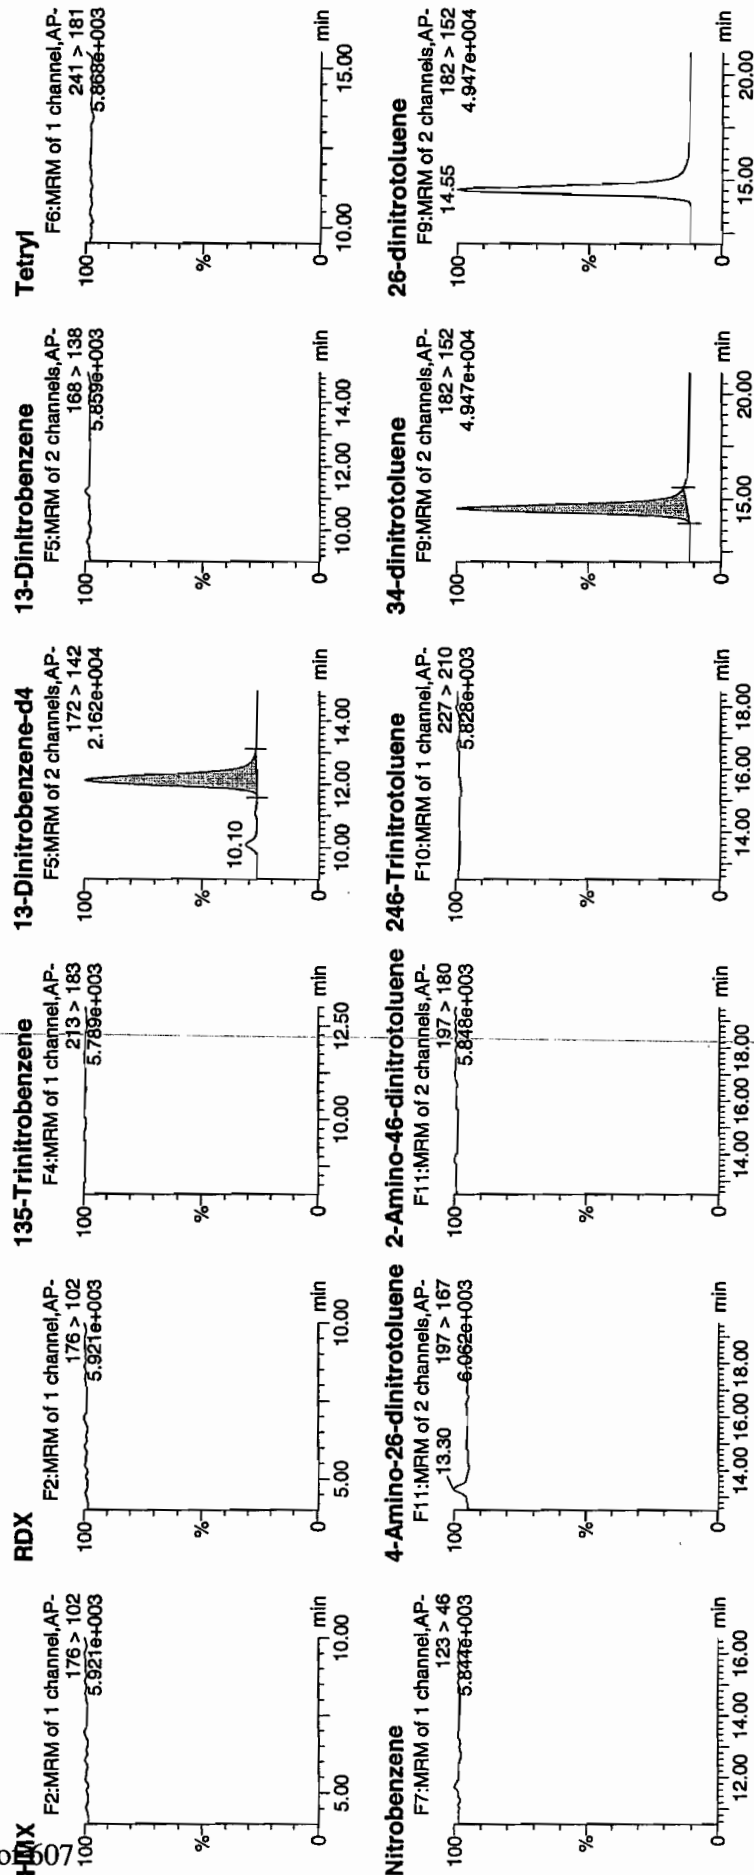 HMX
F2:MRM of 1 channel,AP-
176 > 102
5.921e+003
100
%
0
5.00 10.00 min
RDX
F2:MRM of 1 channel,AP-
176 > 102
5.921e+003
100
%
0
5.00 10.00 min
135-Trinitrobenzene
F4:MRM of 1 channel,AP-
213 > 183
5.789e+003
100
%
0
10.00 12.50 min
13-Dinitrobenzene-d4
F5:MRM of 2 channels,AP-
172 > 142
2.162e+004
100
10.10
%
0
10.00 12.00 14.00 min
13-Dinitrobenzene
F5:MRM of 2 channels,AP-
168 > 138
5.859e+003
100
%
0
10.00 12.00 14.00 min
Tetryl
F6:MRM of 1 channel,AP-
241 > 181
5.868e+003
100
%
0
10.00 15.00 min
Nitrobenzene
F7:MRM of 1 channel,AP-
123 > 46
5.844e+003
100
%
0
12.00 14.00 16.00 min
4-Amino-26-dinitrotoluene
F11:MRM of 2 channels,AP-
13.30 197 > 167
6.062e+003
100
%
0
14.00 16.00 18.00 min
2-Amino-46-dinitrotoluene
F11:MRM of 2 channels,AP-
197 > 180
5.848e+003
100
%
0
14.00 16.00 18.00 min
246-Trinitrotoluene
F10:MRM of 1 channel,AP-
227 > 210
5.828e+003
100
%
0
14.00 16.00 18.00 min
34-dinitrotoluene
F9:MRM of 2 channels,AP-
182 > 152
4.947e+004
100
%
0
15.00 20.00 min
26-dinitrotoluene
F9:MRM of 2 channels,AP-
14.55 182 > 152
4.947e+004
100
%
0
15.00 20.00 min
607